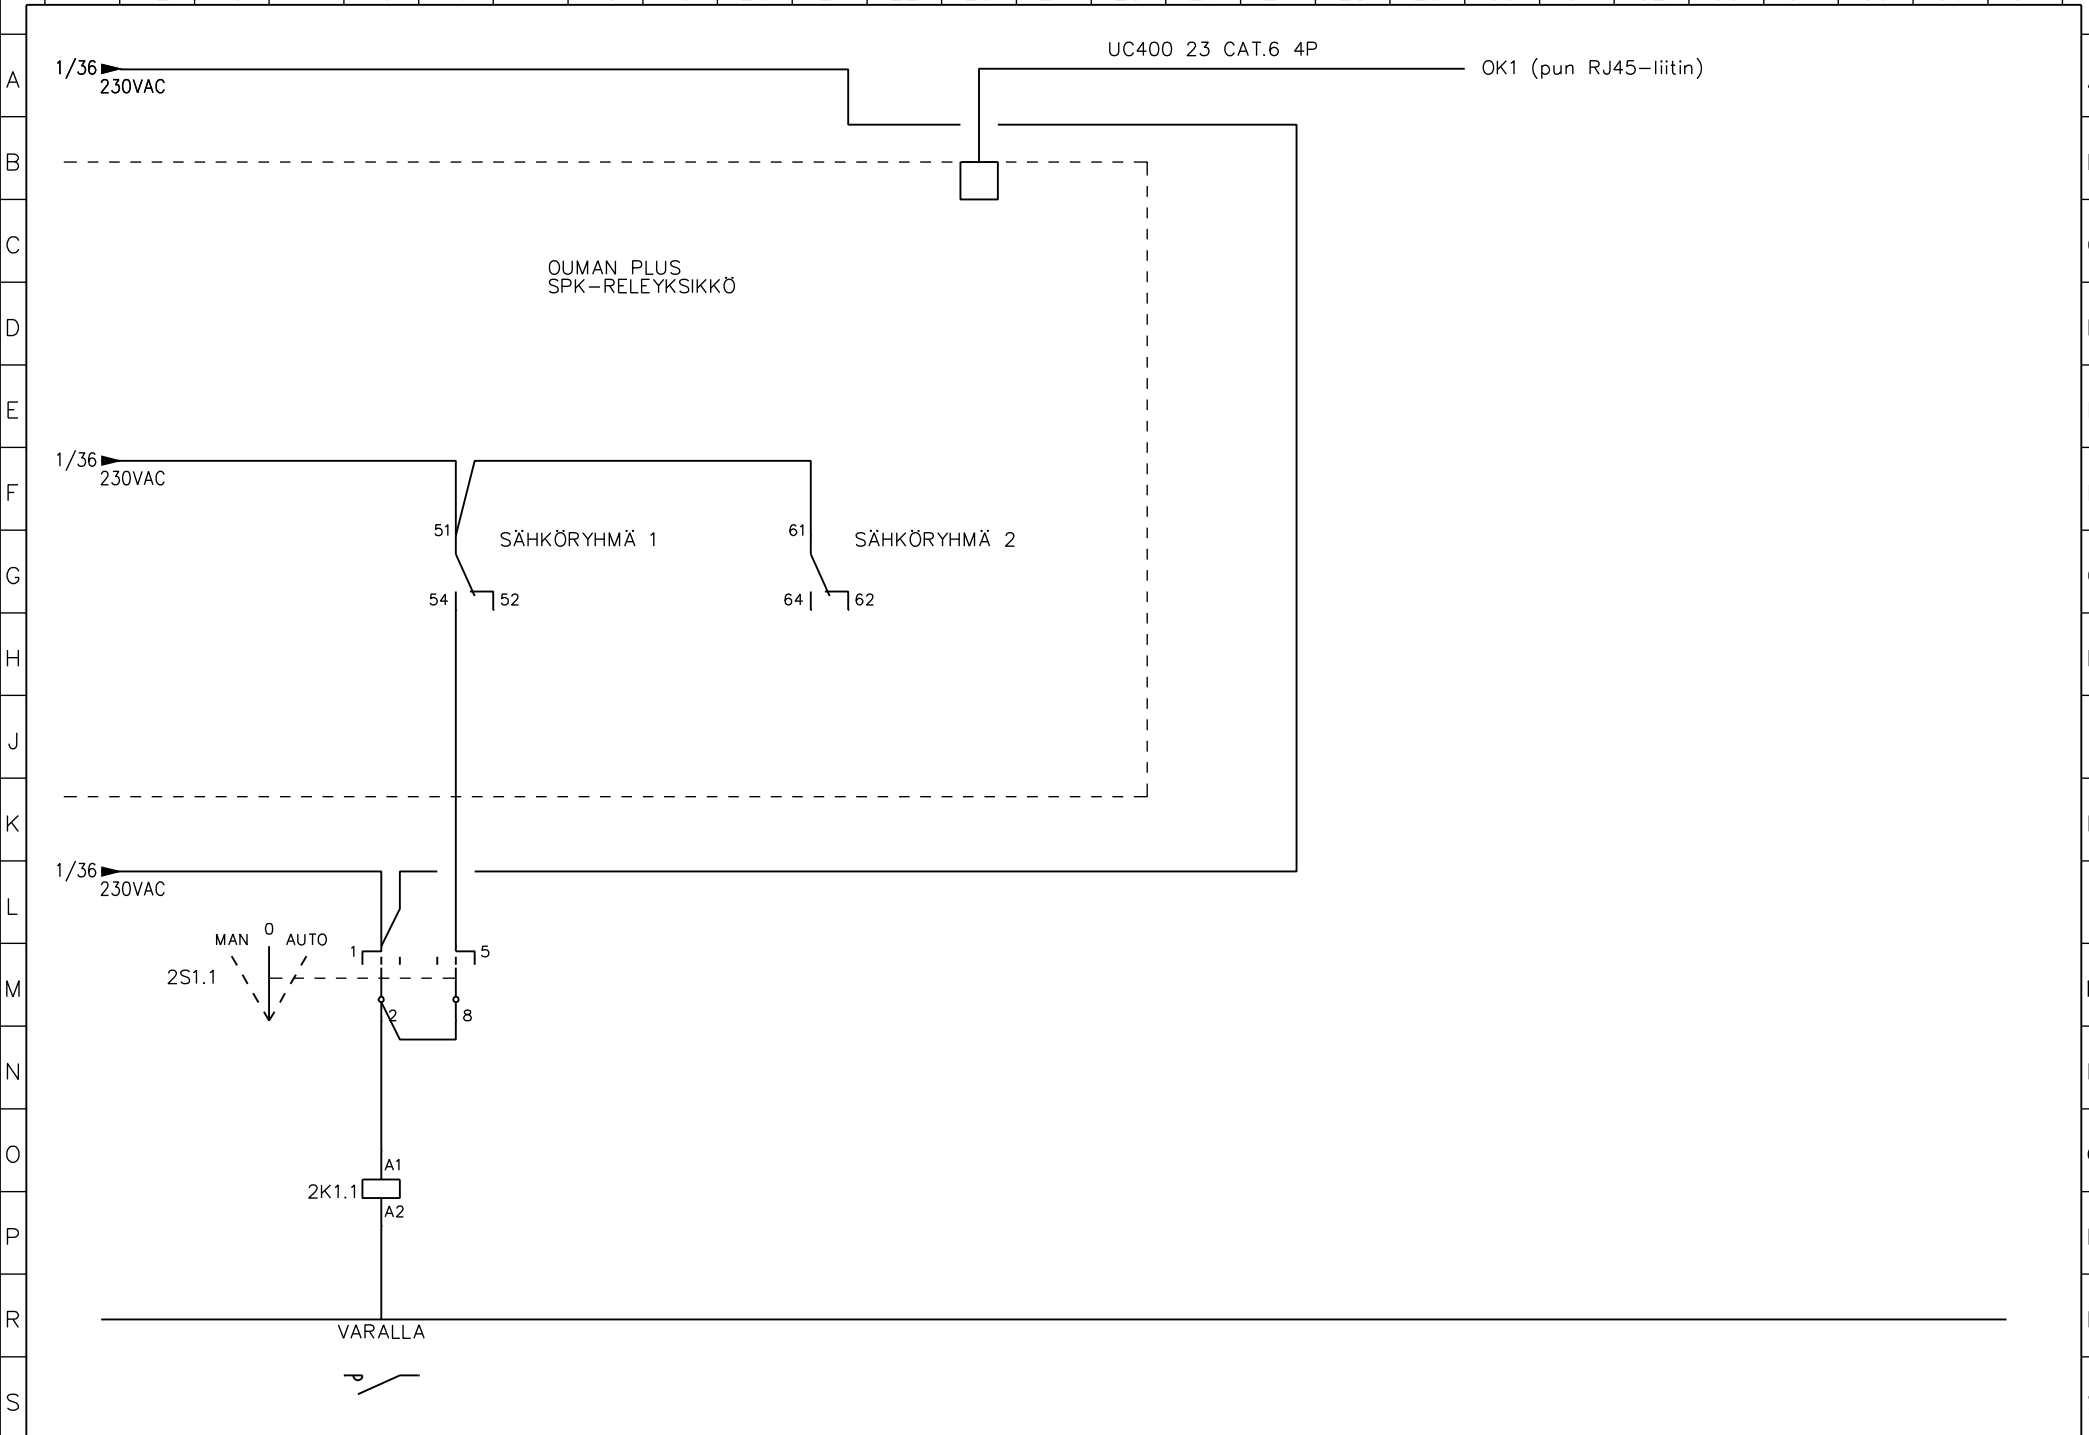 UC400 23 CAT.6 4P
A
1/36
230VAC
OK1 (pun RJ45-liitin)
B
C
OUMAN PLUS
SPK-RELEYKSIKKÖ
D
E
1/36
230VAC
F
51
SÄHKÖRYHMÄ 1
61
SÄHKÖRYHMÄ 2
G
54
52
64
62
H
J
K
1/36
230VAC
L
MAN
0
AUTO
1
5
2S1.1
M
2
8
N
O
A1
2K1.1
A2
P
R
VARALLA
S